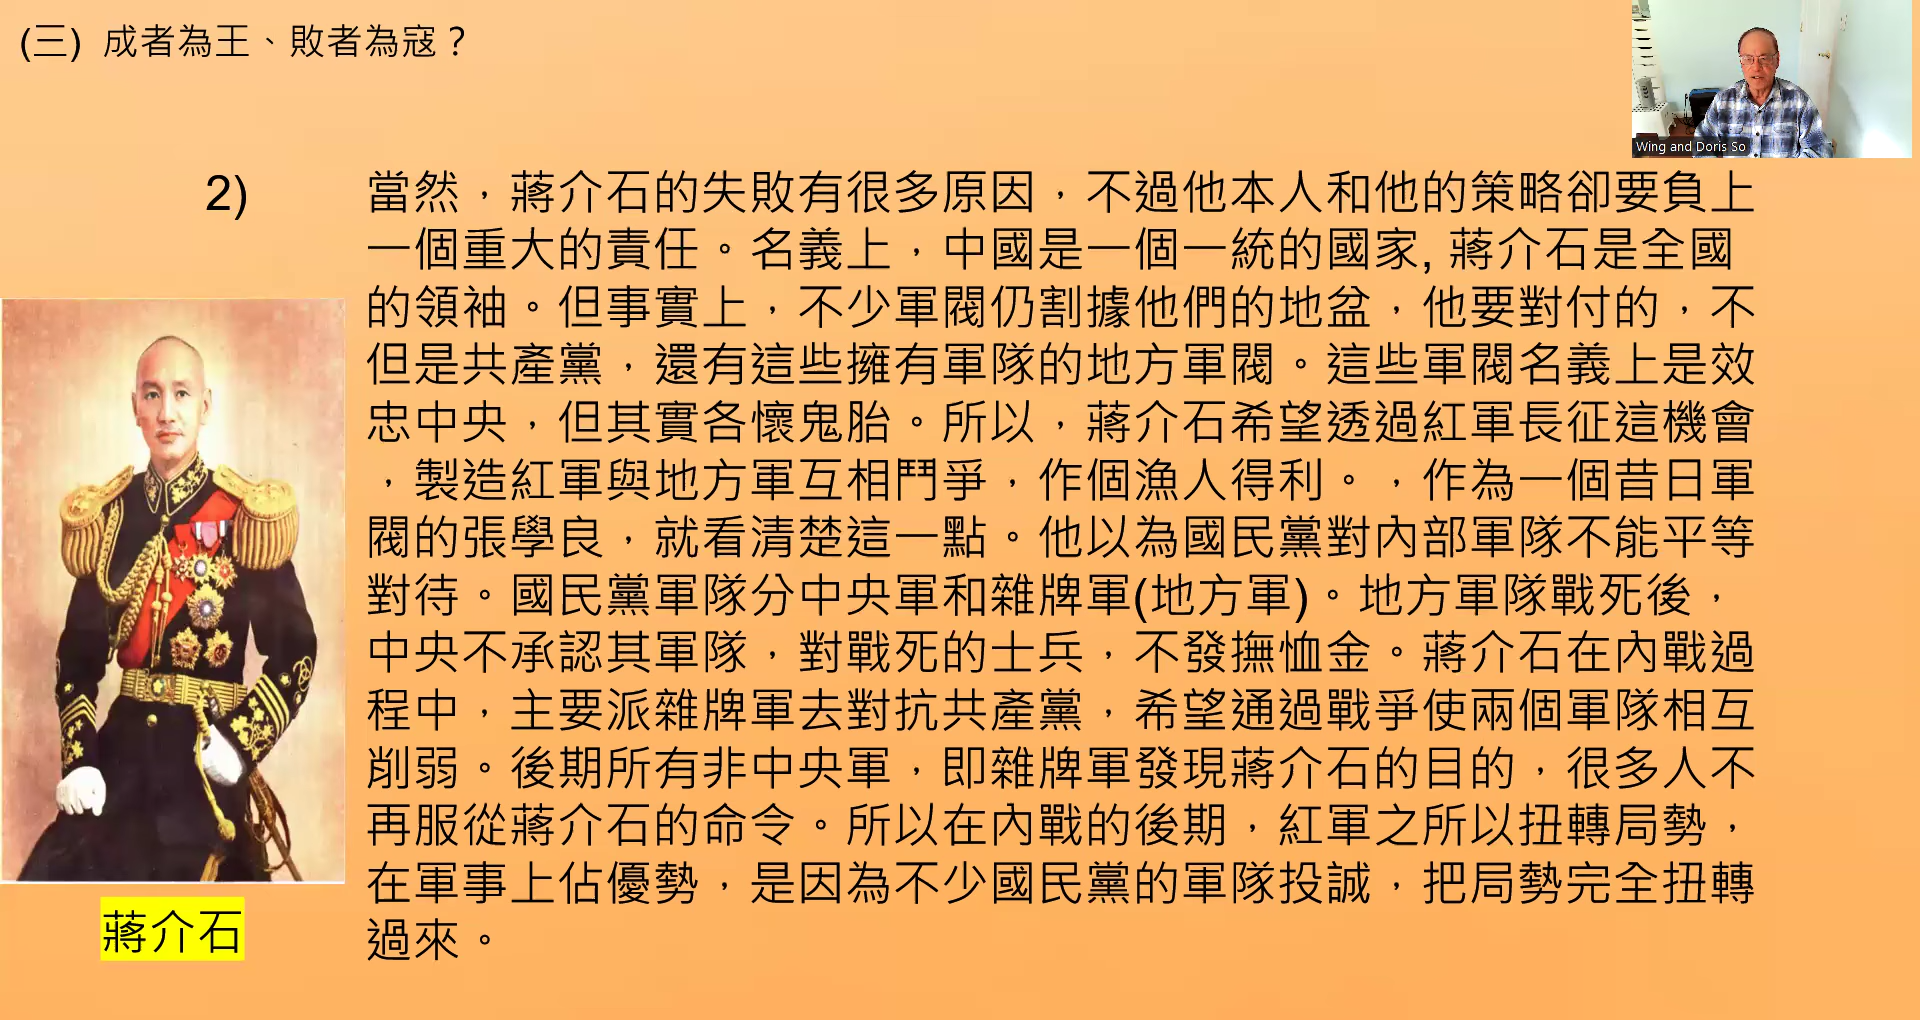 (三) 成者為王、敗者為寇？
Wing and Doris So
2)
當然，蔣介石的失敗有很多原因，不過他本人和他的策略卻要負上
一個重大的責任。名義上，中國是一個一統的國家, 蔣介石是全國
的領袖。但事實上，不少軍閥仍割據他們的地盆，他要對付的，不
但是共產黨，還有這些擁有軍隊的地方軍閥。這些軍閥名義上是效
忠中央，但其實各懷鬼胎。所以，蔣介石希望透過紅軍長征這機會
，製造紅軍與地方軍互相鬥爭，作個漁人得利。，作為一個昔日軍
閥的張學良，就看清楚這一點。他以為國民黨對內部軍隊不能平等
對待。國民黨軍隊分中央軍和雜牌軍(地方軍)。地方軍隊戰死後，
中央不承認其軍隊，對戰死的士兵，不發撫恤金。蔣介石在內戰過
程中，主要派雜牌軍去對抗共產黨，希望通過戰爭使兩個軍隊相互
削弱。後期所有非中央軍，即雜牌軍發現蔣介石的目的，很多人不
再服從蔣介石的命令。所以在內戰的後期，紅軍之所以扭轉局勢，
在軍事上佔優勢，是因為不少國民黨的軍隊投誠，把局勢完全扭轉
過來。
蔣介石